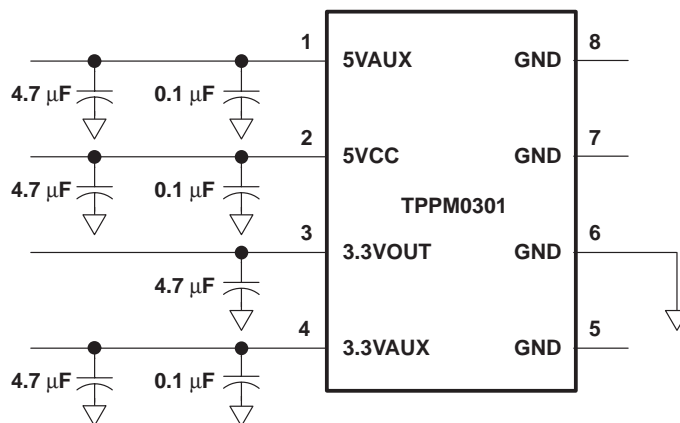 1 8
5VAUX GND
4.7 μF 0.1 μF
2 7
5VCC GND
4.7 μF 0.1 μF
TPPM0301
3 6
3.3VOUT GND
4.7 μF
4 5
3.3VAUX GND
4.7 μF 0.1 μF